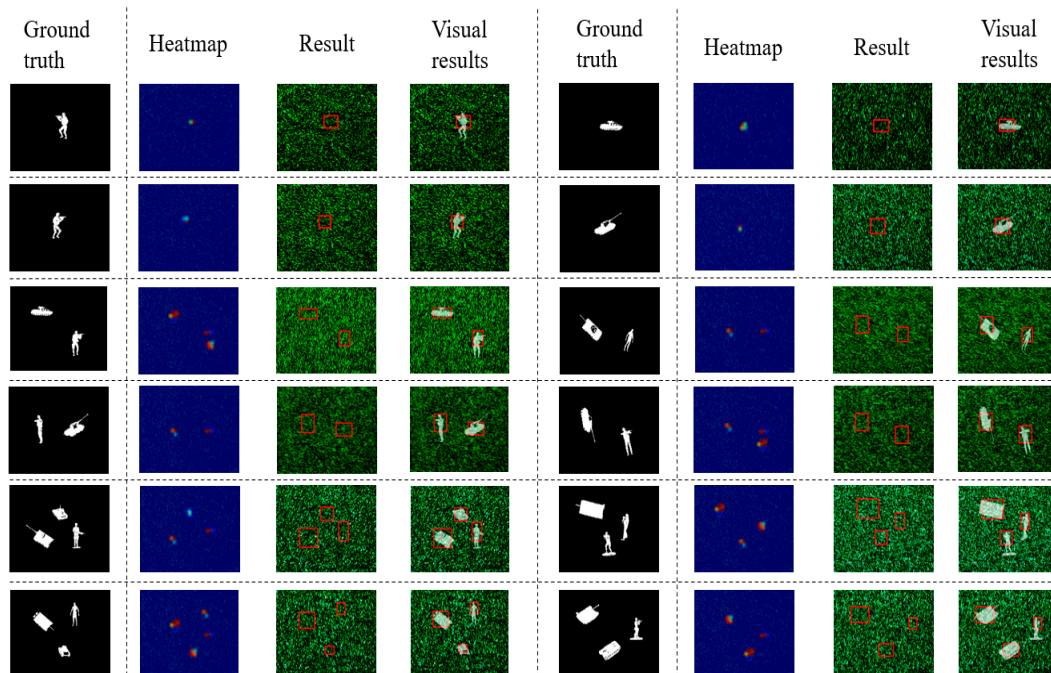 Ground
truth
Heatmap
Result
Visual
results
Ground
truth
Heatmap
Result
Visual
results